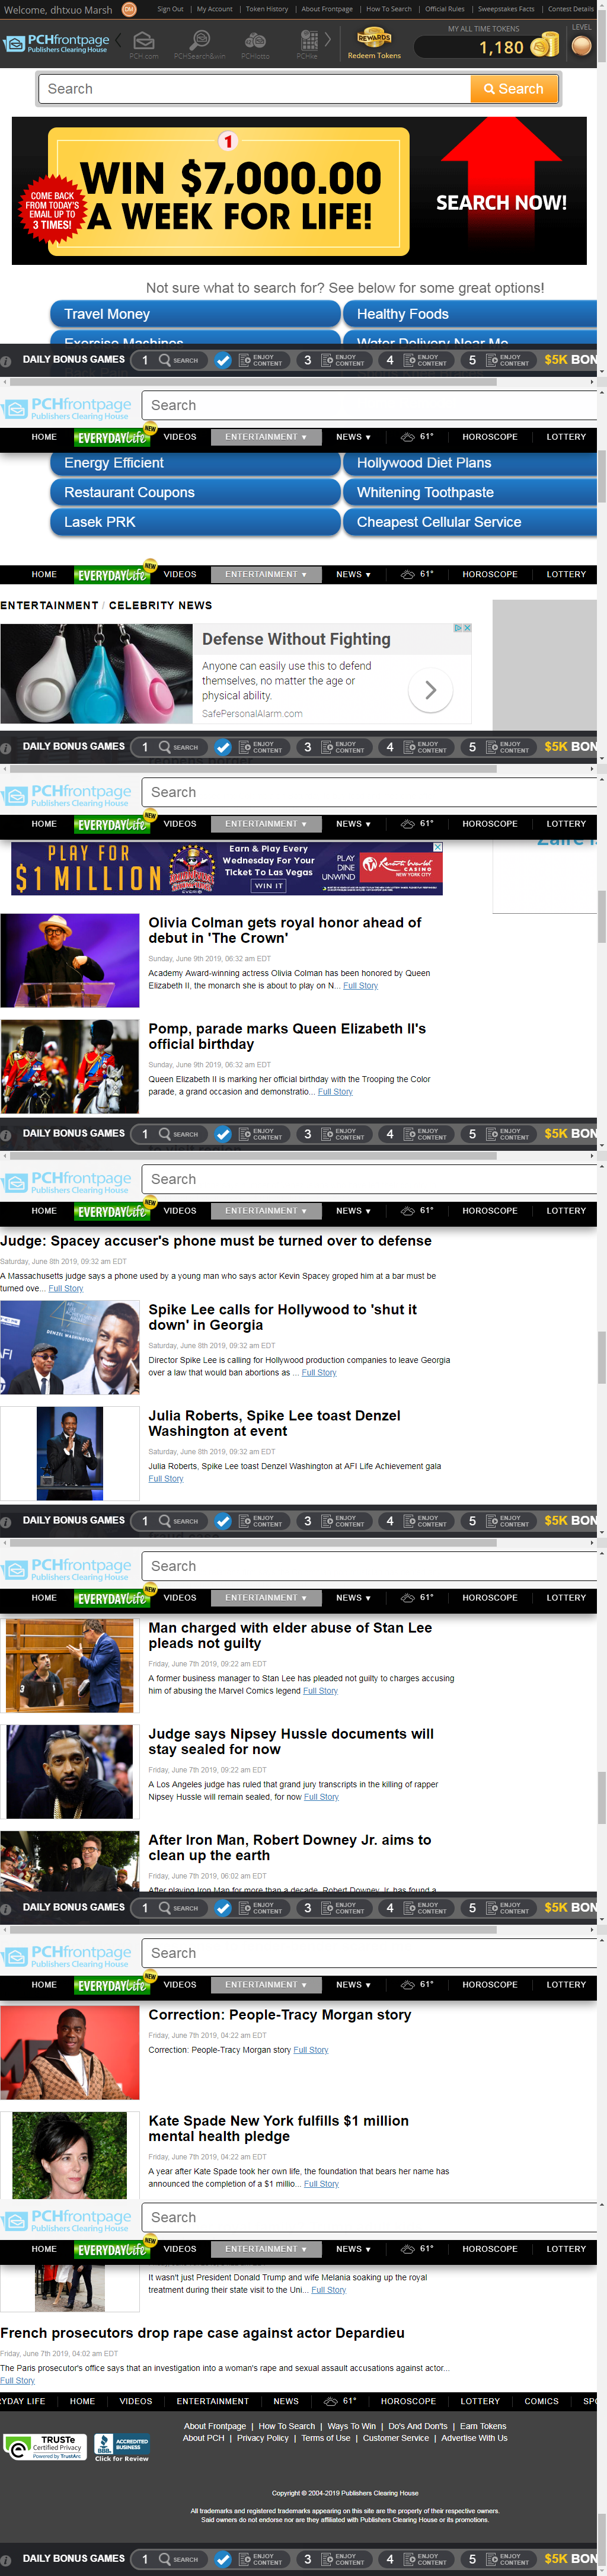 Welcome, dhtxuo Marsh DM Sign Out | My Account | Token History | About Frontpage | How To Search | Official Rules | Sweepstakes Facts | Contest Details
PCHfrontpage
Publishers Clearing House
PCH.com PCHSearch&win PCHlotto
REWARDS
Redeem Tokens
MY ALL TIME TOKENS
1,180
LEVEL
Search Search
1
WIN $7,000.00
A WEEK FOR LIFE!
COME BACK
FROM TODAY'S
EMAIL UP TO
3 TIMES!
SEARCH NOW!
Not sure what to search for? See below for some great options!
Travel Money Healthy Foods
Exercise Machines Water Delivery Near Me
DAILY BONUS GAMES 1 SEARCH ENJOY CONTENT 3 ENJOY CONTENT 4 ENJOY CONTENT 5 ENJOY CONTENT $5K BON
PCHfrontpage
Publishers Clearing House
Search
HOME EVERYDAYlife NEW VIDEOS ENTERTAINMENT ▼ NEWS ▼ 61° HOROSCOPE LOTTERY
Energy Efficient Hollywood Diet Plans
Restaurant Coupons Whitening Toothpaste
Lasek PRK Cheapest Cellular Service
HOME EVERYDAYlife NEW VIDEOS ENTERTAINMENT ▼ NEWS ▼ 61° HOROSCOPE LOTTERY
ENTERTAINMENT / CELEBRITY NEWS
Defense Without Fighting
Anyone can easily use this to defend
themselves, no matter the age or
physical ability.
SafePersonalAlarm.com
DAILY BONUS GAMES 1 SEARCH ENJOY CONTENT 3 ENJOY CONTENT 4 ENJOY CONTENT 5 ENJOY CONTENT $5K BON
PCHfrontpage
Publishers Clearing House
Search
HOME EVERYDAYlife NEW VIDEOS ENTERTAINMENT ▼ NEWS ▼ 61° HOROSCOPE LOTTERY
PLAY FOR
$1 MILLION
Earn & Play Every
Wednesday For Your
Ticket To Las Vegas
WIN IT
PLAY
DINE
UNWIND
Resorts World
CASINO
NEW YORK CITY
Olivia Colman gets royal honor ahead of
debut in 'The Crown'
Sunday, June 9th 2019, 06:32 am EDT
Academy Award-winning actress Olivia Colman has been honored by Queen
Elizabeth II, the monarch she is about to play on N... Full Story
Pomp, parade marks Queen Elizabeth II's
official birthday
Sunday, June 9th 2019, 06:32 am EDT
Queen Elizabeth II is marking her official birthday with the Trooping the Color
parade, a grand occasion and demonstratio... Full Story
DAILY BONUS GAMES 1 SEARCH ENJOY CONTENT 3 ENJOY CONTENT 4 ENJOY CONTENT 5 ENJOY CONTENT $5K BON
PCHfrontpage
Publishers Clearing House
Search
HOME EVERYDAYlife NEW VIDEOS ENTERTAINMENT ▼ NEWS ▼ 61° HOROSCOPE LOTTERY
Judge: Spacey accuser's phone must be turned over to defense
Saturday, June 8th 2019, 09:32 am EDT
A Massachusetts judge says a phone used by a young man who says actor Kevin Spacey groped him at a bar must be
turned ove... Full Story
Spike Lee calls for Hollywood to 'shut it
down' in Georgia
Saturday, June 8th 2019, 09:32 am EDT
Director Spike Lee is calling for Hollywood production companies to leave Georgia
over a law that would ban abortions as ... Full Story
Julia Roberts, Spike Lee toast Denzel
Washington at event
Saturday, June 8th 2019, 09:32 am EDT
Julia Roberts, Spike Lee toast Denzel Washington at AFI Life Achievement gala
Full Story
DAILY BONUS GAMES 1 SEARCH ENJOY CONTENT 3 ENJOY CONTENT 4 ENJOY CONTENT 5 ENJOY CONTENT $5K BON
PCHfrontpage
Publishers Clearing House
Search
HOME EVERYDAYlife NEW VIDEOS ENTERTAINMENT ▼ NEWS ▼ 61° HOROSCOPE LOTTERY
Man charged with elder abuse of Stan Lee
pleads not guilty
Friday, June 7th 2019, 09:22 am EDT
A former business manager to Stan Lee has pleaded not guilty to charges accusing
him of abusing the Marvel Comics legend Full Story
Judge says Nipsey Hussle documents will
stay sealed for now
Friday, June 7th 2019, 09:22 am EDT
A Los Angeles judge has ruled that grand jury transcripts in the killing of rapper
Nipsey Hussle will remain sealed, for now Full Story
After Iron Man, Robert Downey Jr. aims to
clean up the earth
Friday, June 7th 2019, 06:02 am EDT
After playing Iron Man for more than a decade, Robert Downey Jr. has found a
DAILY BONUS GAMES 1 SEARCH ENJOY CONTENT 3 ENJOY CONTENT 4 ENJOY CONTENT 5 ENJOY CONTENT $5K BON
PCHfrontpage
Publishers Clearing House
Search
HOME EVERYDAYlife NEW VIDEOS ENTERTAINMENT ▼ NEWS ▼ 61° HOROSCOPE LOTTERY
Correction: People-Tracy Morgan story
Friday, June 7th 2019, 04:22 am EDT
Correction: People-Tracy Morgan story Full Story
Kate Spade New York fulfills $1 million
mental health pledge
Friday, June 7th 2019, 04:22 am EDT
A year after Kate Spade took her own life, the foundation that bears her name has
announced the completion of a $1 millio... Full Story
PCHfrontpage
Publishers Clearing House
Search
HOME EVERYDAYlife NEW VIDEOS ENTERTAINMENT ▼ NEWS ▼ 61° HOROSCOPE LOTTERY
It wasn't just President Donald Trump and wife Melania soaking up the royal
treatment during their state visit to the Uni... Full Story
French prosecutors drop rape case against actor Depardieu
Friday, June 7th 2019, 04:02 am EDT
The Paris prosecutor's office says that an investigation into a woman's rape and sexual assault accusations against actor...
Full Story
RYDAY LIFE HOME VIDEOS ENTERTAINMENT NEWS 61° HOROSCOPE LOTTERY COMICS SPO
About Frontpage | How To Search | Ways To Win | Do's And Don'ts | Earn Tokens
About PCH | Privacy Policy | Terms of Use | Customer Service | Advertise With Us
TRUSTe
Certified Privacy
Powered by TrustArc
BBB ACCREDITED
BUSINESS
Click for Review
Copyright © 2004-2019 Publishers Clearing House
All trademarks and registered trademarks appearing on this site are the property of their respective owners.
Said owners do not endorse nor are they affiliated with Publishers Clearing House or its promotions.
DAILY BONUS GAMES 1 SEARCH ENJOY CONTENT 3 ENJOY CONTENT 4 ENJOY CONTENT 5 ENJOY CONTENT $5K BON